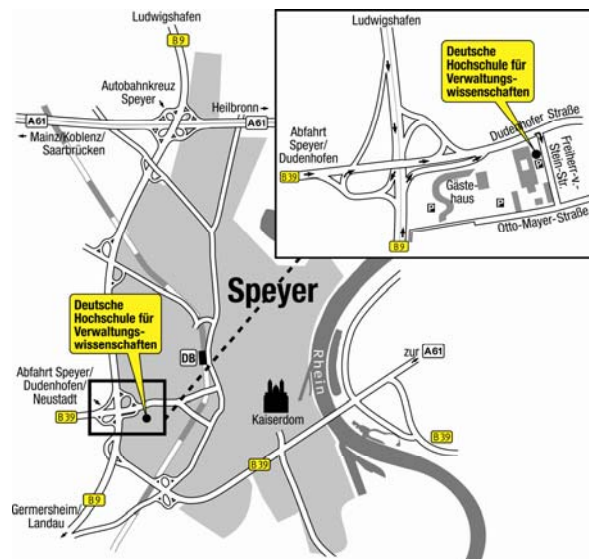 Ludwigshafen
B9
Autobahnkreuz
Speyer
Heilbronn
A61
A61
Mainz/Koblenz/
Saarbrücken
Ludwigshafen
Deutsche
Hochschule für
Verwaltungs-
wissenschaften
Dudenhofer Straße
Abfahrt
Speyer/
Dudenhofen
B39
Freiherr-v.-
Stein-Str.
Gäste-
haus
P
P
Otto-Mayer-Straße
B9
Speyer
Deutsche
Hochschule für
Verwaltungs-
wissenschaften
DB
Rhein
zur A61
Abfahrt Speyer/
Dudenhofen/
Neustadt
B39
Kaiserdom
B39
B39
B9
Germersheim/
Landau